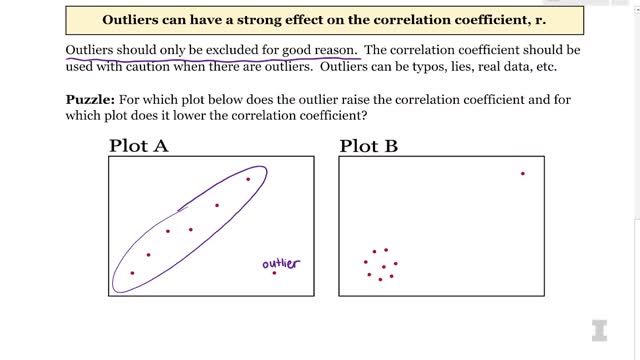 Outliers can have a strong effect on the correlation coefficient, r.
Outliers should only be excluded for good reason. The correlation coefficient should be
used with caution when there are outliers. Outliers can be typos, lies, real data, etc.
Puzzle: For which plot below does the outlier raise the correlation coefficient and for
which plot does it lower the correlation coefficient?
Plot A
Plot B
outlier
I